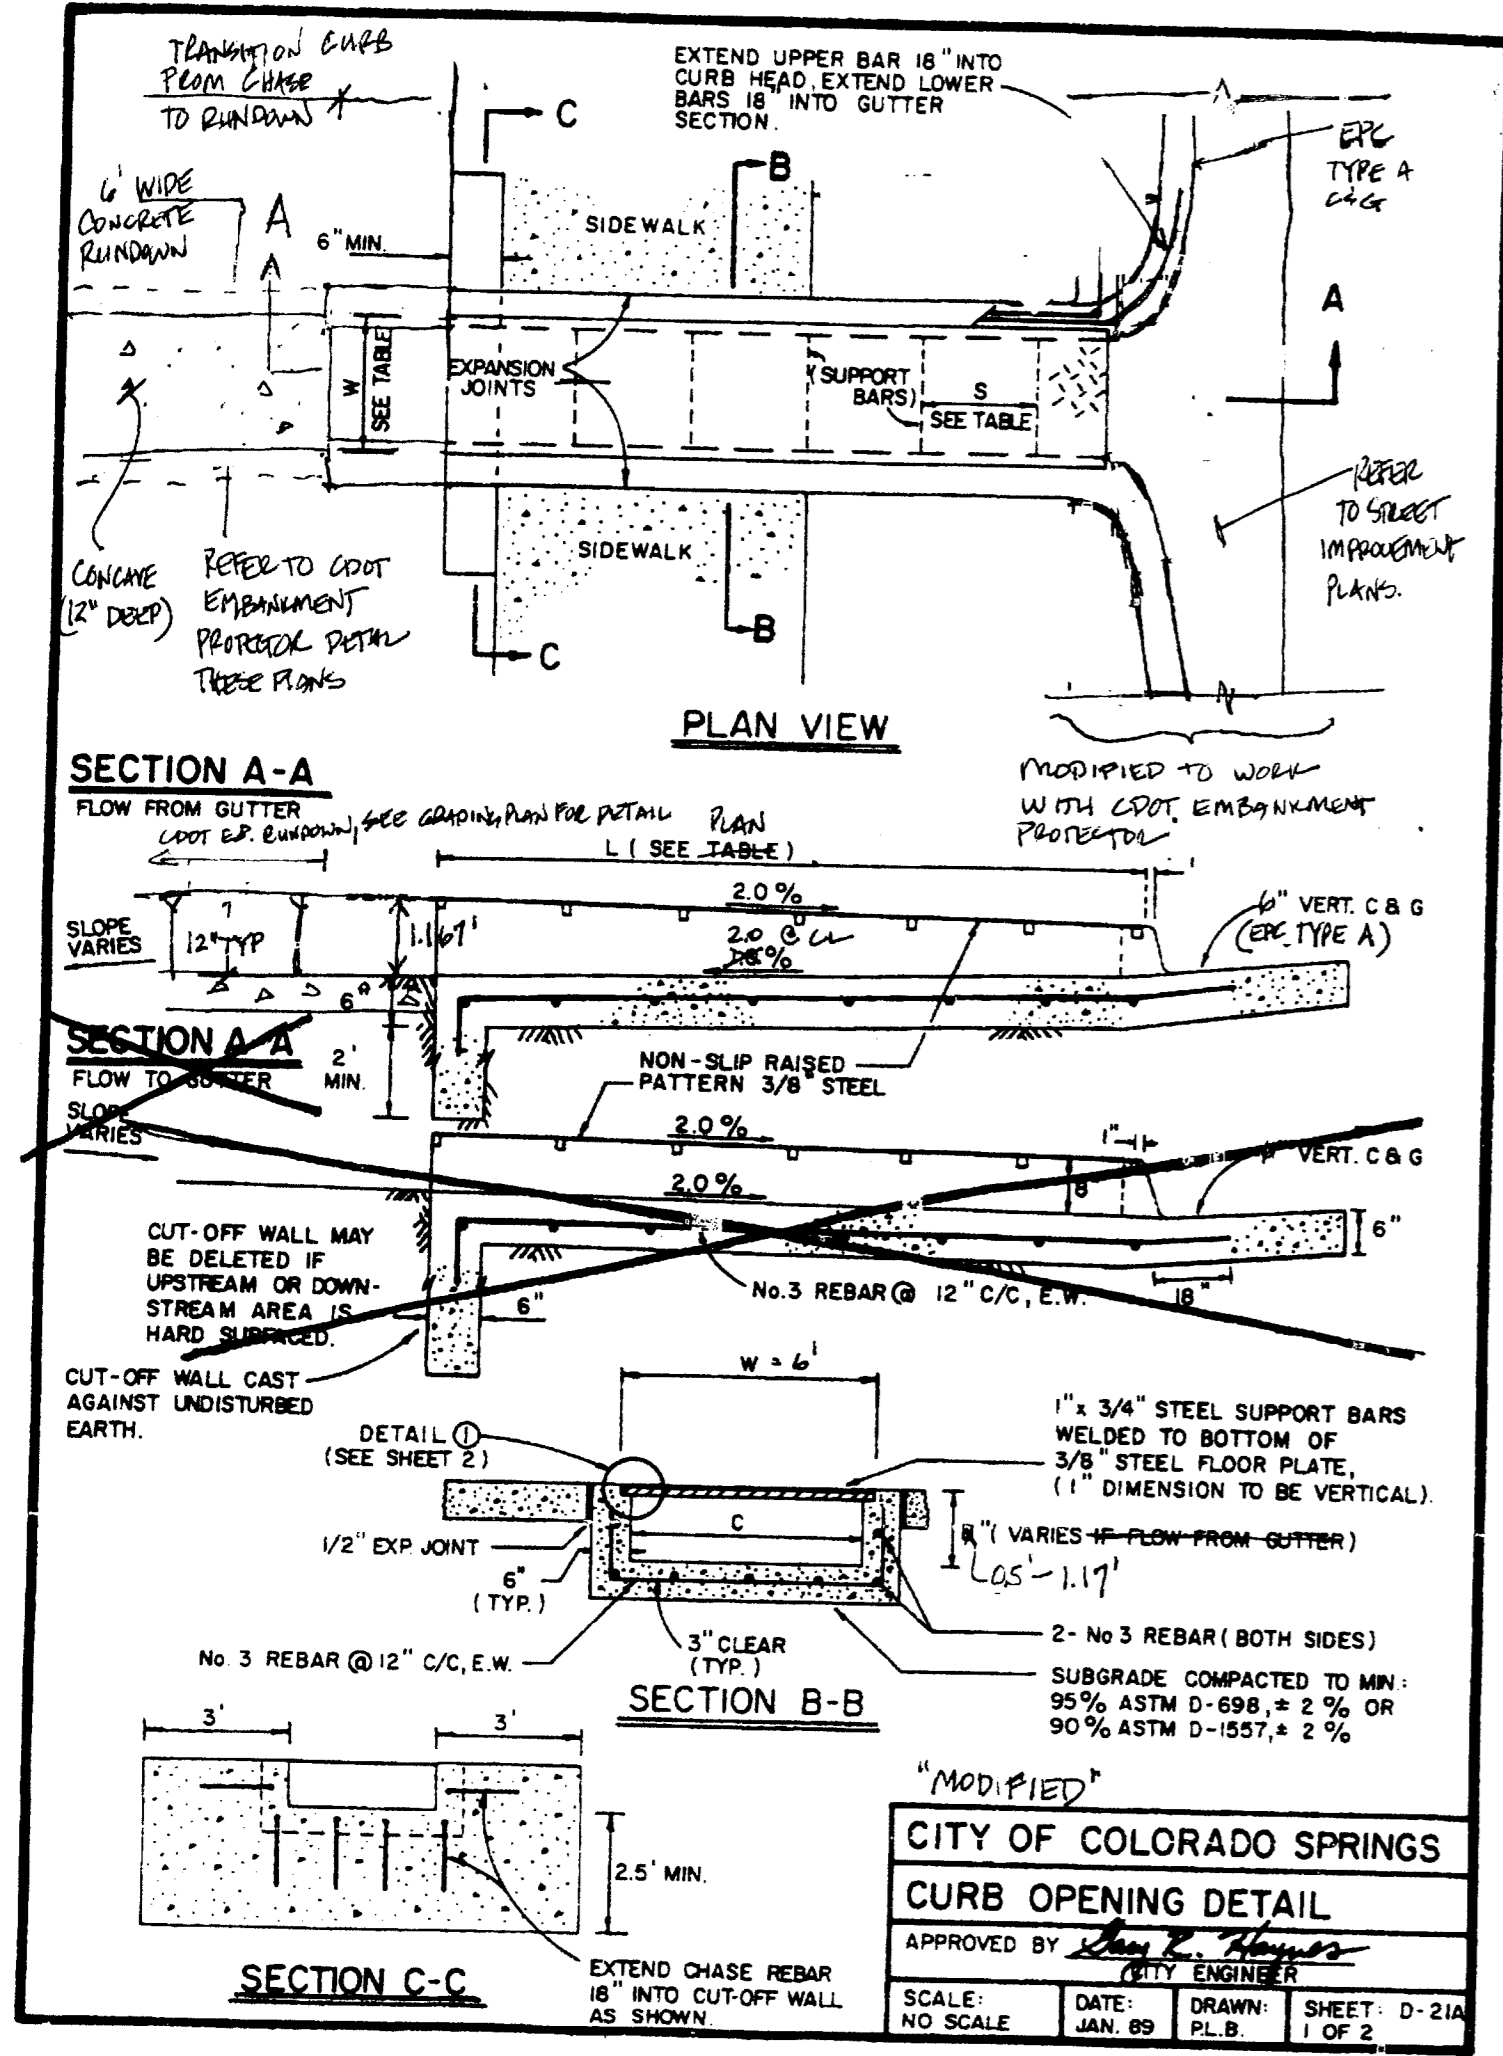 TRANSITION CURB
FROM CHASE
TO RUNDOWN
EXTEND UPPER BAR 18" INTO
CURB HEAD, EXTEND LOWER
BARS 18" INTO GUTTER
SECTION.
C
B
EPC
TYPE A
C&G
6' WIDE
CONCRETE
RUNDOWN
A
6" MIN.
SIDEWALK
A
W
SEE TABLE
EXPANSION
JOINTS
(SUPPORT
BARS)
S
SEE TABLE
SIDEWALK
REFER
TO STREET
IMPROVEMENT
PLANS.
CONCAVE
(12" DEEP)
REFER TO CDOT
EMBANKMENT
PROTECTOR DETAIL
THESE PLANS
B
C
PLAN VIEW
MODIFIED TO WORK
WITH CDOT EMBANKMENT
PROTECTOR.
SECTION A-A
FLOW FROM GUTTER
CDOT E.P. RUNDOWN, SEE GRADING PLAN FOR DETAIL
PLAN
L ( SEE TABLE )
2.0 %
6" VERT. C & G
(EPC TYPE A)
SLOPE
VARIES
12" TYP
1.167'
2.0 @ CL
%
6"
SECTION A-A
FLOW TO GUTTER
2'
MIN.
NON-SLIP RAISED
PATTERN 3/8" STEEL
SLOPE
VARIES
2.0 %
1"
VERT. C & G
2.0 %
8
6"
CUT-OFF WALL MAY
BE DELETED IF
UPSTREAM OR DOWN-
STREAM AREA IS
HARD SURFACED.
6"
No.3 REBAR @ 12" C/C, E.W.
18"
CUT-OFF WALL CAST
AGAINST UNDISTURBED
EARTH.
W = 6'
DETAIL 1
(SEE SHEET 2)
1" x 3/4" STEEL SUPPORT BARS
WELDED TO BOTTOM OF
3/8" STEEL FLOOR PLATE,
( 1" DIMENSION TO BE VERTICAL).
C
1/2" EXP. JOINT
" ( VARIES IF FLOW FROM GUTTER )
0.5' - 1.17'
6"
( TYP. )
3" CLEAR
(TYP.)
No. 3 REBAR @ 12" C/C, E.W.
2- No 3 REBAR ( BOTH SIDES )
SUBGRADE COMPACTED TO MIN.:
95% ASTM D-698, ± 2 % OR
90% ASTM D-1557, ± 2 %
SECTION B-B
3'
3'
2.5' MIN.
EXTEND CHASE REBAR
18" INTO CUT-OFF WALL
AS SHOWN.
SECTION C-C
"MODIFIED"
CITY OF COLORADO SPRINGS
CURB OPENING DETAIL
APPROVED BY Gary R. Haynes
CITY ENGINEER
SCALE:
NO SCALE
DATE:
JAN. 89
DRAWN:
P.L.B.
SHEET: D-21A
1 OF 2